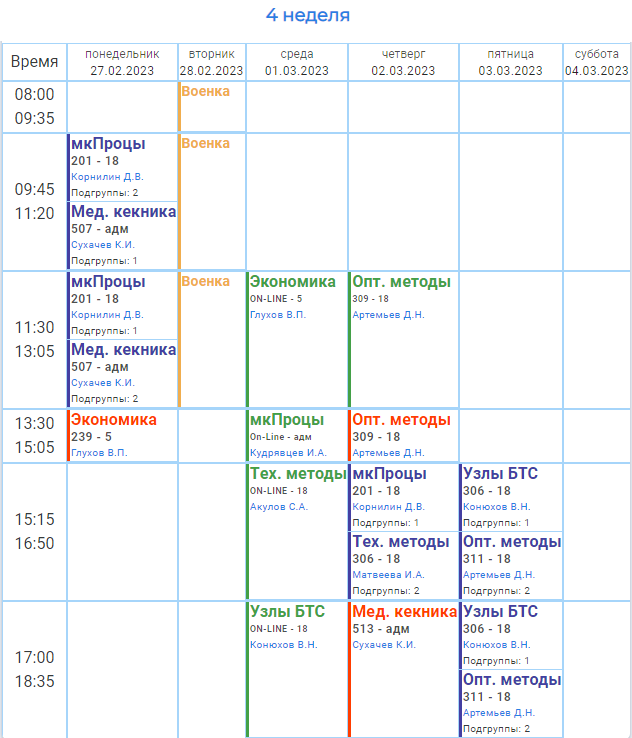 4 неделя
Время
понедельник
27.02.2023
вторник
28.02.2023
среда
01.03.2023
четверг
02.03.2023
пятница
03.03.2023
суббота
04.03.2023
08:00
09:35
Военка
09:45
11:20
мкПроцы
201 - 18
Корнилин Д.В.
Подгруппы: 2
Мед. кекника
507 - адм
Сухачев К.И.
Подгруппы: 1
Военка
11:30
13:05
мкПроцы
201 - 18
Корнилин Д.В.
Подгруппы: 1
Мед. кекника
507 - адм
Сухачев К.И.
Подгруппы: 2
Военка
Экономика
ON-LINE - 5
Глухов В.П.
Опт. методы
309 - 18
Артемьев Д.Н.
13:30
15:05
Экономика
239 - 5
Глухов В.П.
мкПроцы
On-Line - адм
Кудрявцев И.А.
Опт. методы
309 - 18
Артемьев Д.Н.
15:15
16:50
Тех. методы
ON-LINE - 18
Акулов С.А.
мкПроцы
201 - 18
Корнилин Д.В.
Подгруппы: 1
Тех. методы
306 - 18
Матвеева И.А.
Подгруппы: 2
Узлы БТС
306 - 18
Конюхов В.Н.
Подгруппы: 1
Опт. методы
311 - 18
Артемьев Д.Н.
Подгруппы: 2
17:00
18:35
Узлы БТС
ON-LINE - 18
Конюхов В.Н.
Мед. кекника
513 - адм
Сухачев К.И.
Узлы БТС
306 - 18
Конюхов В.Н.
Подгруппы: 1
Опт. методы
311 - 18
Артемьев Д.Н.
Подгруппы: 2